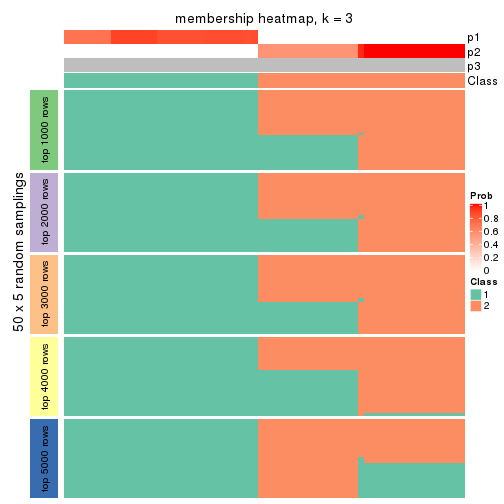 membership heatmap, k = 3
p1
p2
p3
Class
50 x 5 random samplings
top 1000 rows
top 2000 rows
top 3000 rows
top 4000 rows
top 5000 rows
Prob
1
0.8
0.6
0.4
0.2
0
Class
1
2